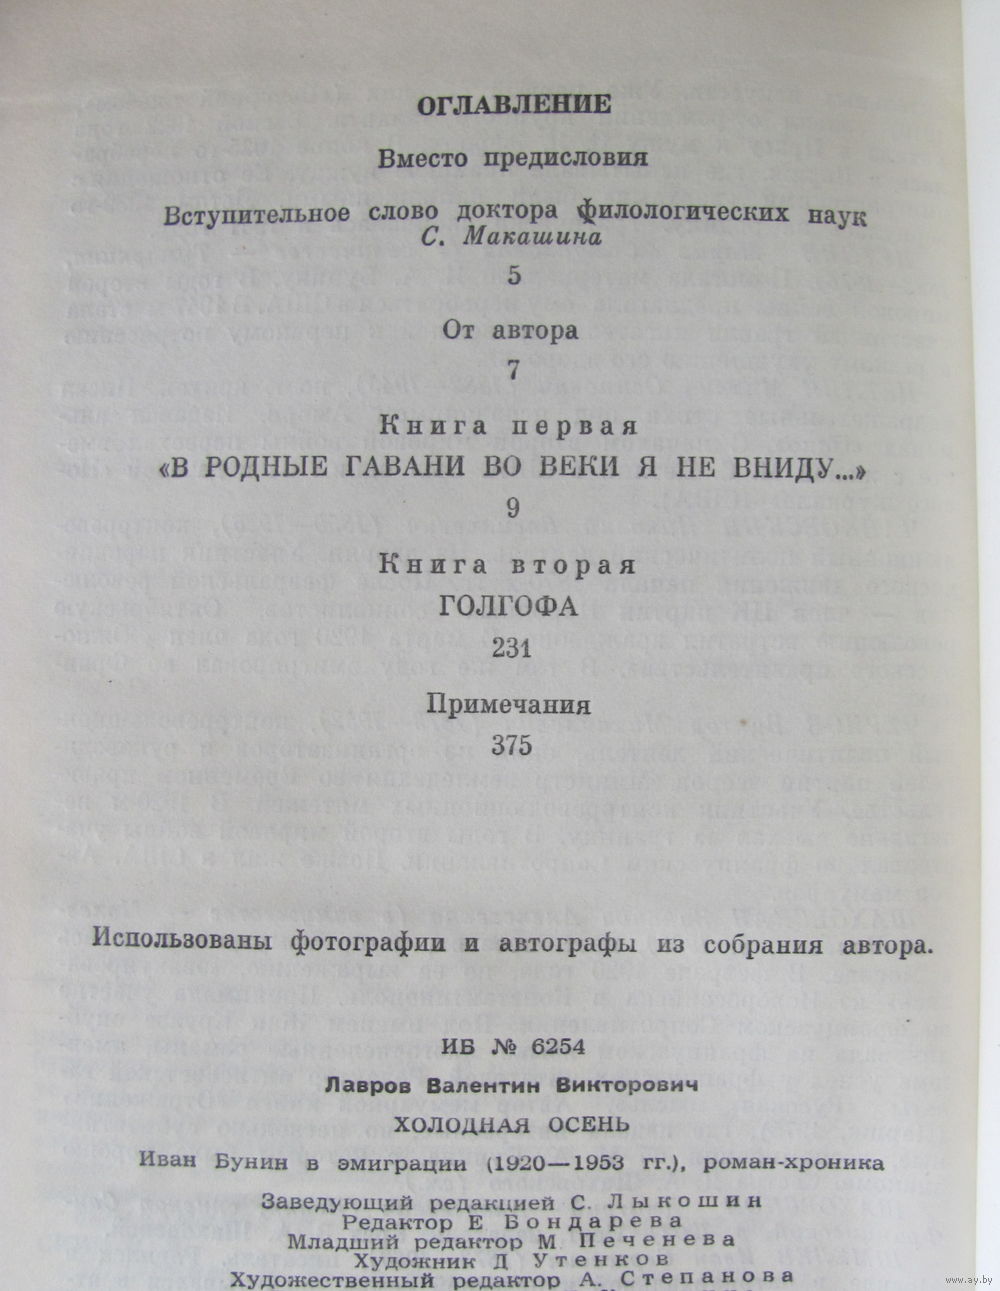 ОГЛАВЛЕНИЕ
Вместо предисловия
Вступительное слово доктора филологических наук
С. Макашина
5
От автора
7
Книга первая
«В РОДНЫЕ ГАВАНИ ВО ВЕКИ Я НЕ ВНИДУ...»
9
Книга вторая
ГОЛГОФА
231
Примечания
375
Использованы фотографии и автографы из собрания автора.
ИБ № 6254
Лавров Валентин Викторович
ХОЛОДНАЯ ОСЕНЬ
Иван Бунин в эмиграции (1920—1953 гг.), роман-хроника
Заведующий редакцией С. Лыкошин
Редактор Е Бондарева
Младший редактор М. Печенева
Художник Д Утенков
Художественный редактор А. Степанова
www.ay.by